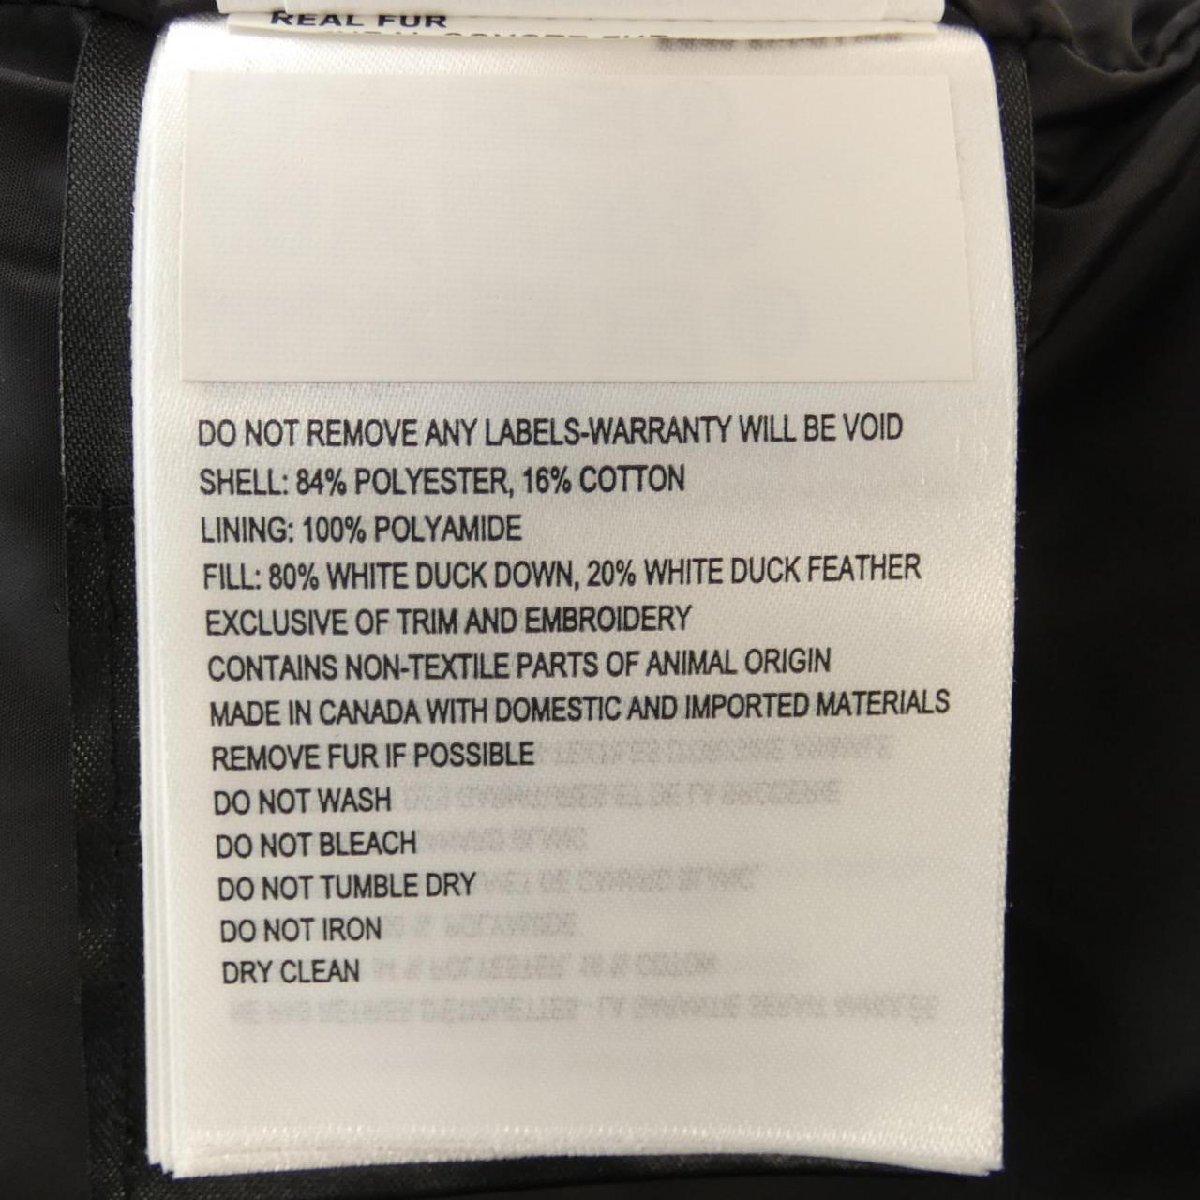 REAL FUR
DO NOT REMOVE ANY LABELS-WARRANTY WILL BE VOID
SHELL: 84% POLYESTER, 16% COTTON
LINING: 100% POLYAMIDE
FILL: 80% WHITE DUCK DOWN, 20% WHITE DUCK FEATHER
EXCLUSIVE OF TRIM AND EMBROIDERY
CONTAINS NON-TEXTILE PARTS OF ANIMAL ORIGIN
MADE IN CANADA WITH DOMESTIC AND IMPORTED MATERIALS
REMOVE FUR IF POSSIBLE
DO NOT WASH
DO NOT BLEACH
DO NOT TUMBLE DRY
DO NOT IRON
DRY CLEAN